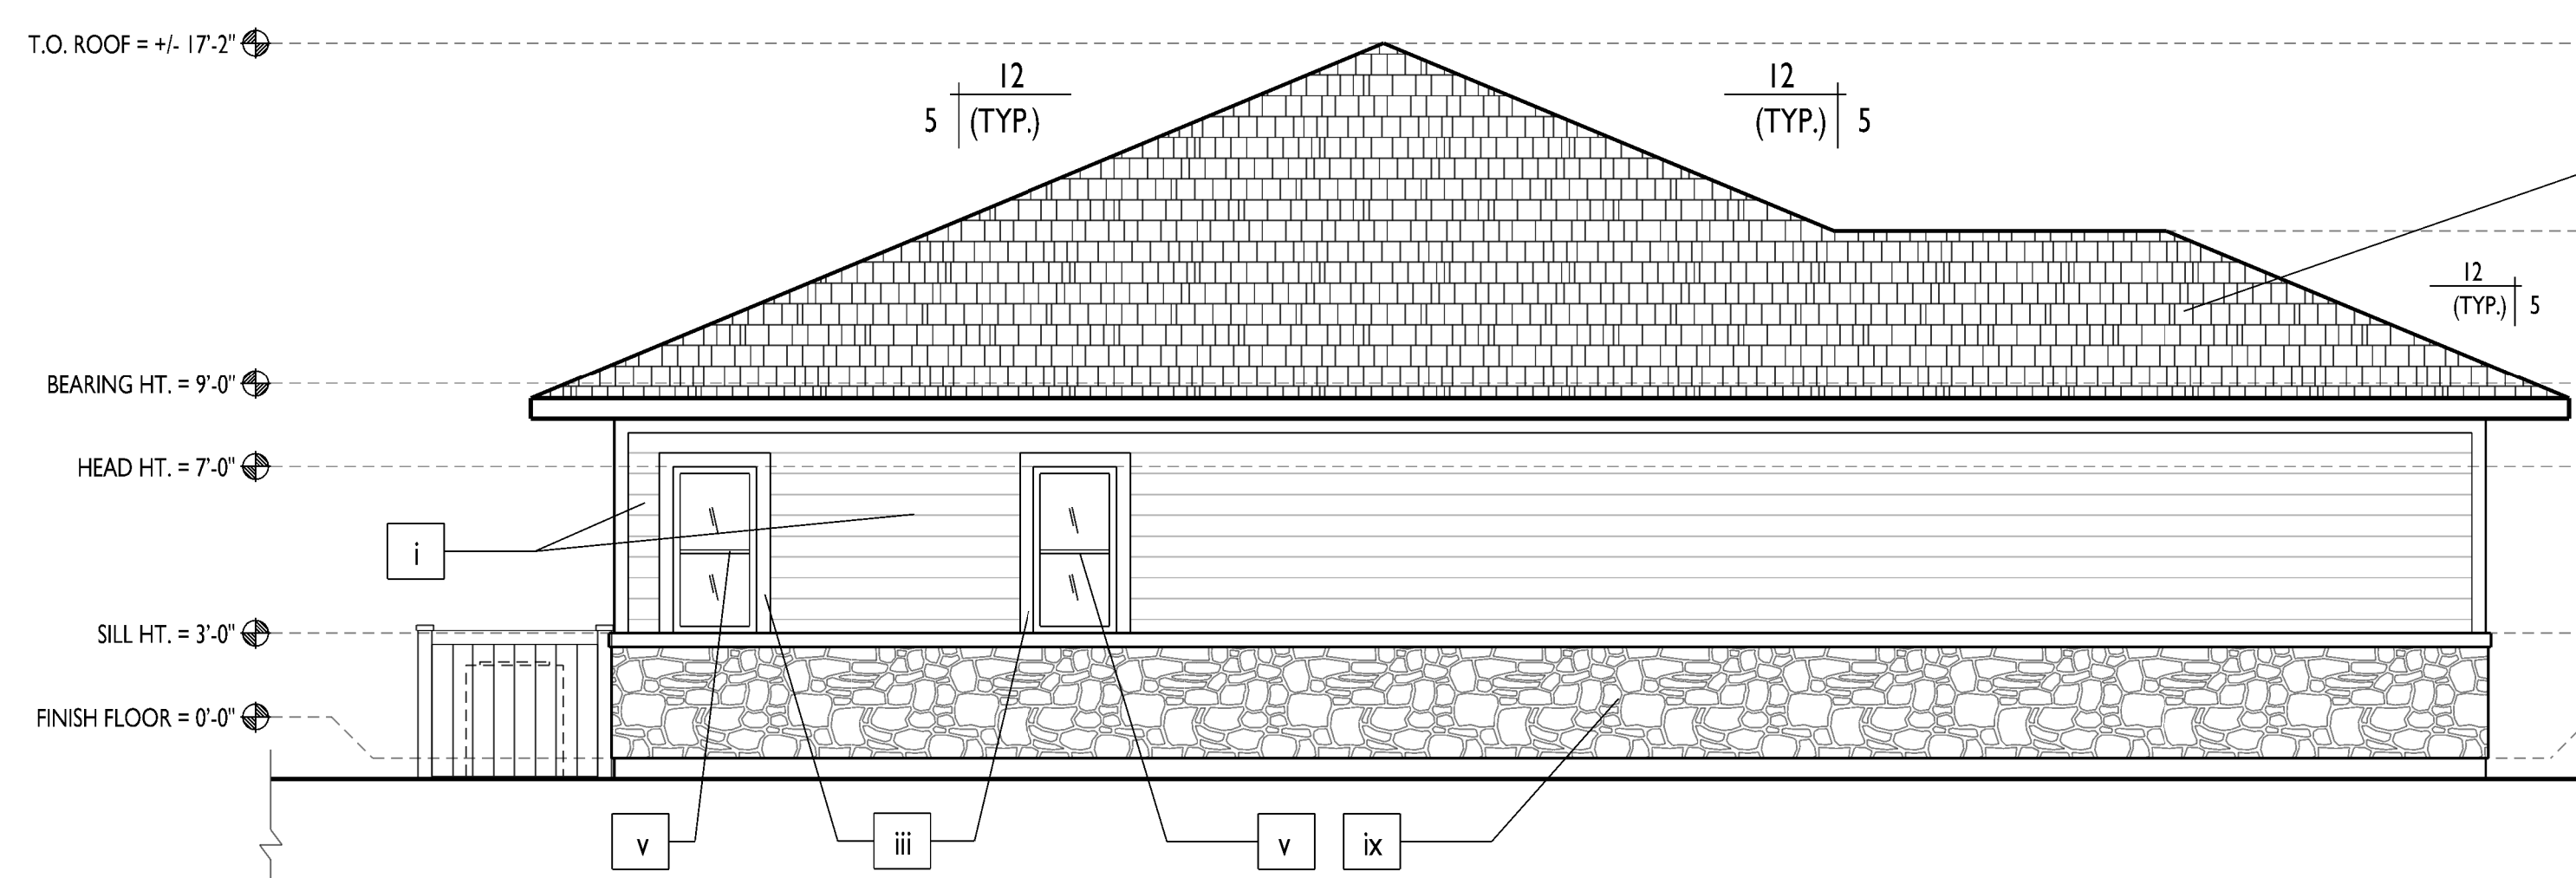 T.O. ROOF = +/- 17'-2"
12
5 (TYP.)
12
(TYP.) 5
12
(TYP.) 5
BEARING HT. = 9'-0"
HEAD HT. = 7'-0"
i
SILL HT. = 3'-0"
FINISH FLOOR = 0'-0"
v iii v ix